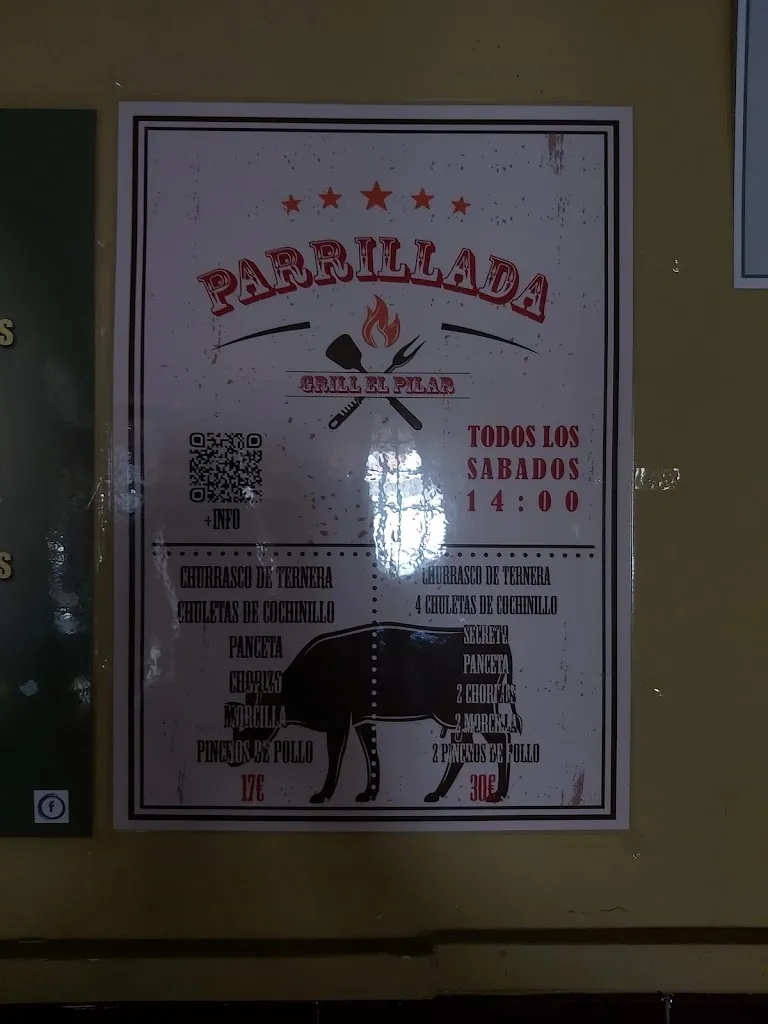 PARRILLADA
GRILL EL PILAR
TODOS LOS
SABADOS
14:00
+INFO
CHURRASCO DE TERNERA
CHULETAS DE COCHINILLO
PANCETA
CHORIZO
MORCILLA
PINCHOS DE POLLO
17€
CHURRASCO DE TERNERA
4 CHULETAS DE COCHINILLO
SECRETO
PANCETA
2 CHORIZOS
2 MORCILLA
2 PINCHOS DE POLLO
30€
S
S
f